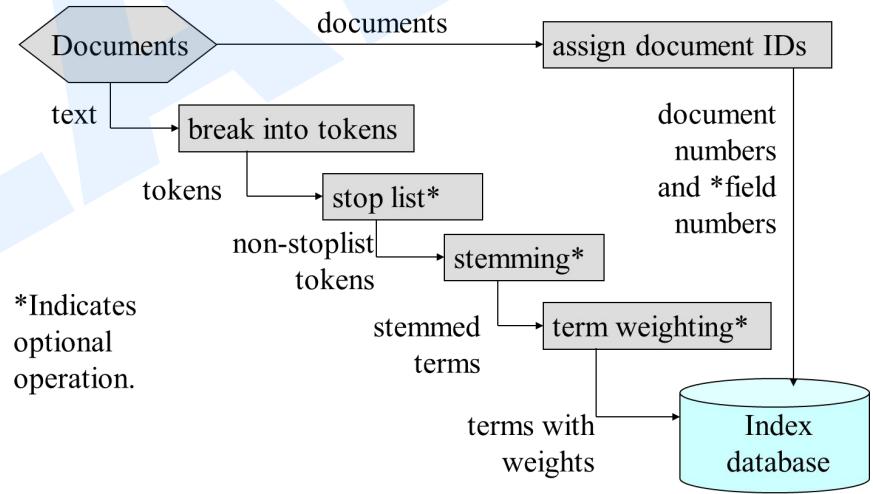 documents
Documents
assign document IDs
text
break into tokens
document
numbers
and *field
numbers
tokens
stop list*
non-stoplist
tokens
stemming*
*Indicates
optional
operation.
stemmed
terms
term weighting*
terms with
weights
Index
database